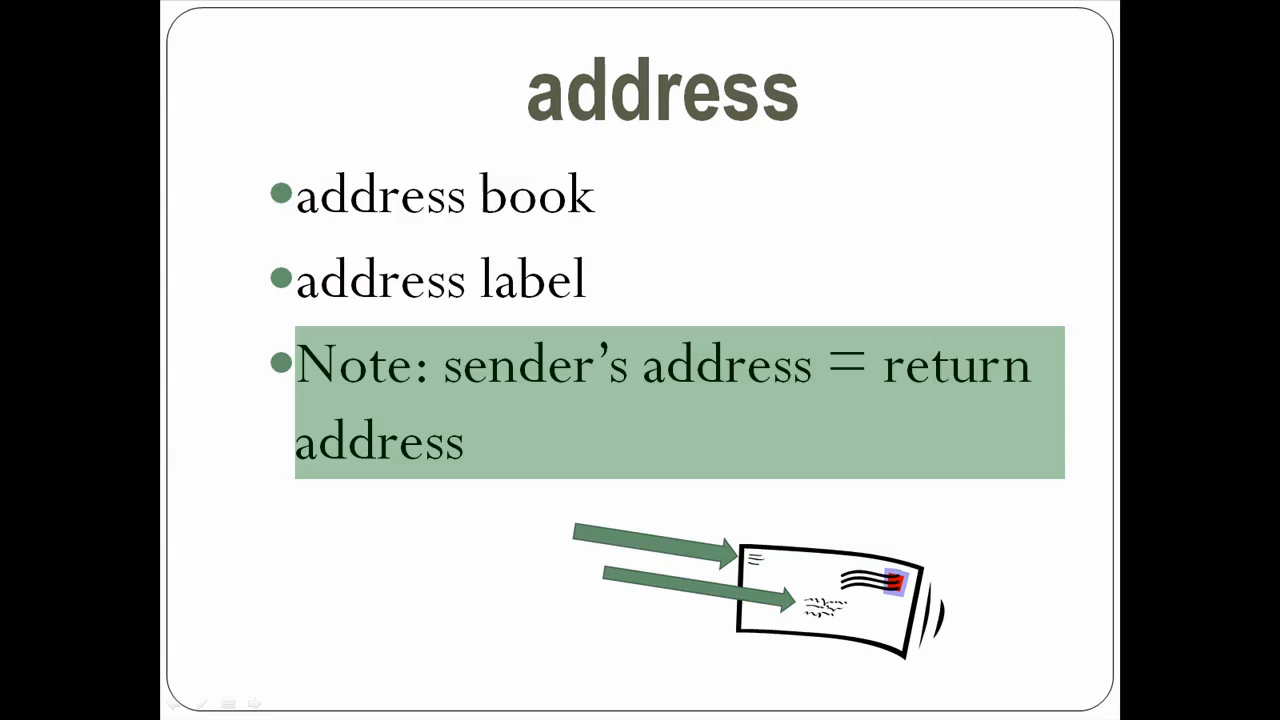 address
address book
address label
Note: sender’s address = return
address